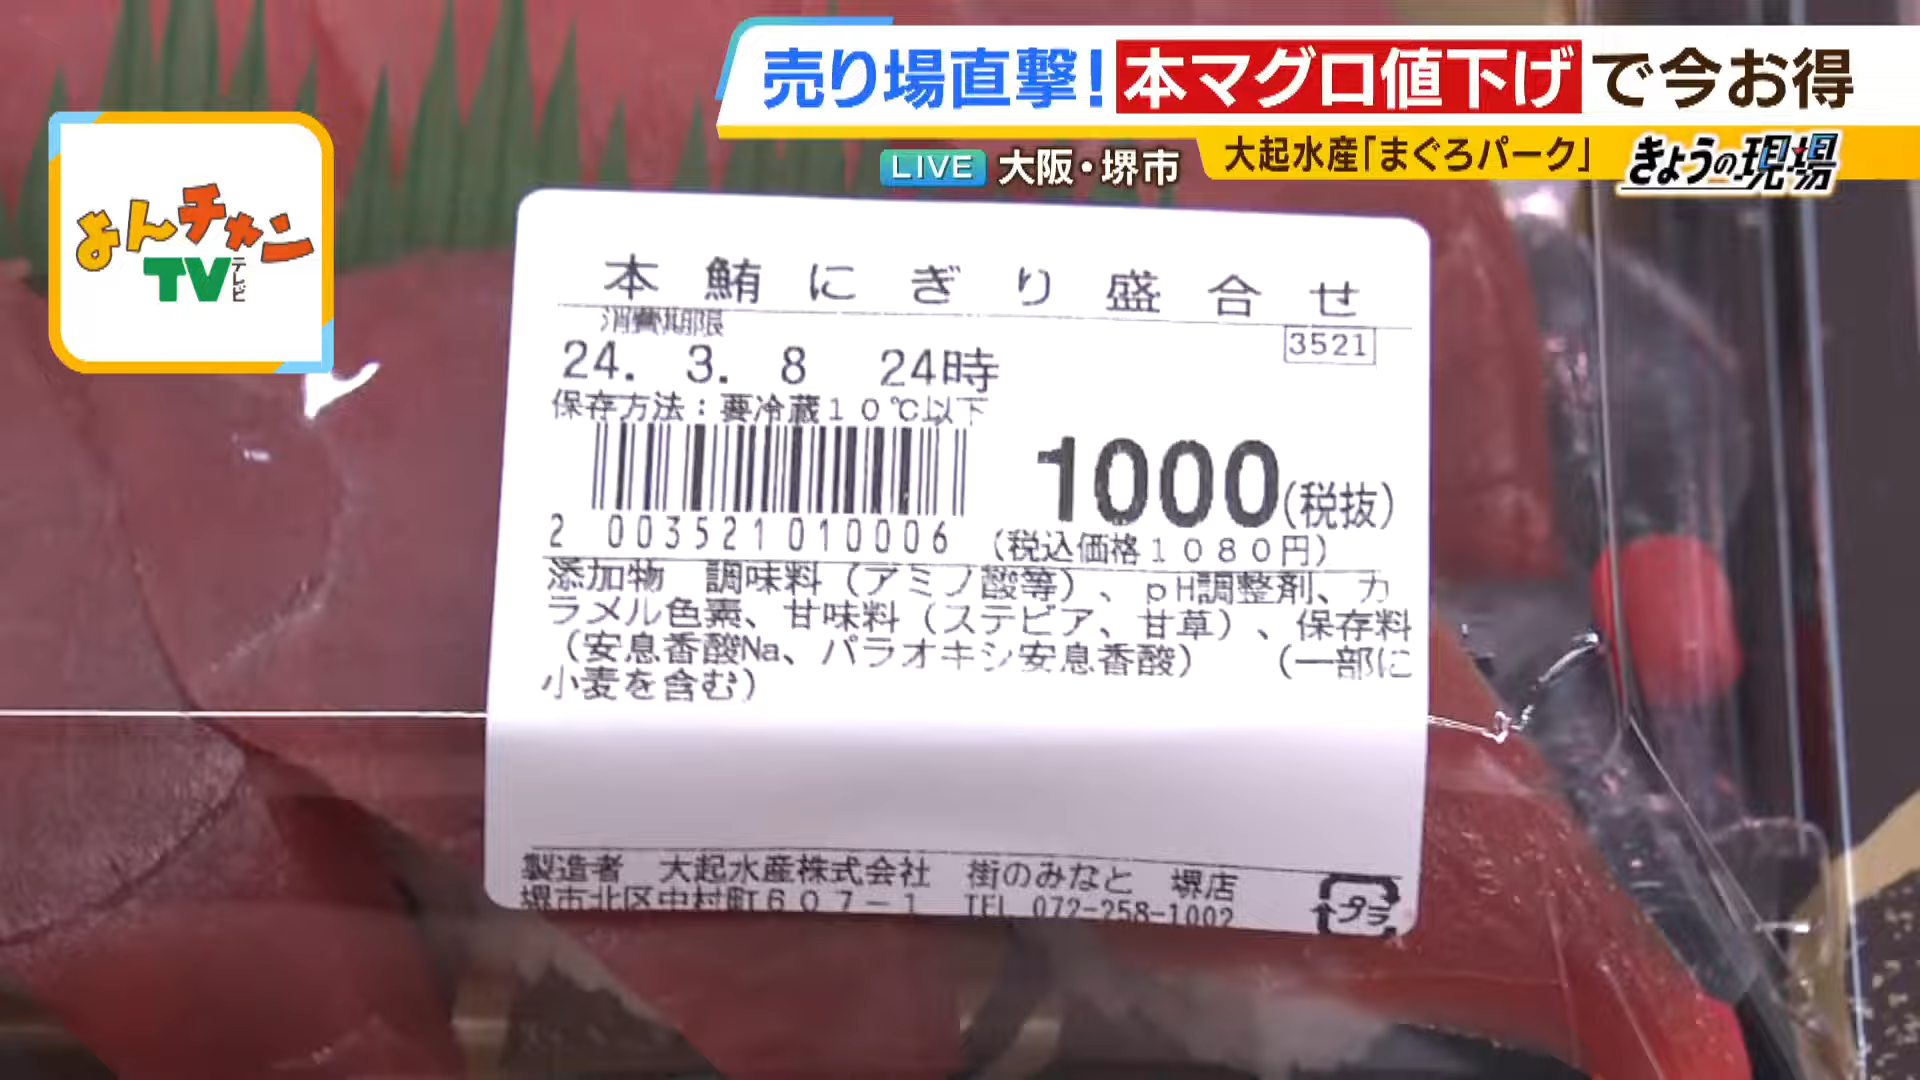 売り場直撃!本マグロ値下げで今お得
LIVE 大阪・堺市 大起水産「まぐろパーク」 きょうの現場
よんチャン
TV テレビ
本鮪にぎり盛合せ
消費期限
3521
24. 3. 8 24時
保存方法:要冷蔵10℃以下
1000(税抜)
2 003521 010006
(税込価格1080円)
添加物 調味料(アミノ酸等)、pH調整剤、カ
ラメル色素、甘味料(ステビア、甘草)、保存料
(安息香酸Na、パラオキシ安息香酸) (一部に
小麦を含む)
製造者 大起水産株式会社 街のみなと 堺店
堺市北区中村町607-1 TEL 072-258-1002
プラ